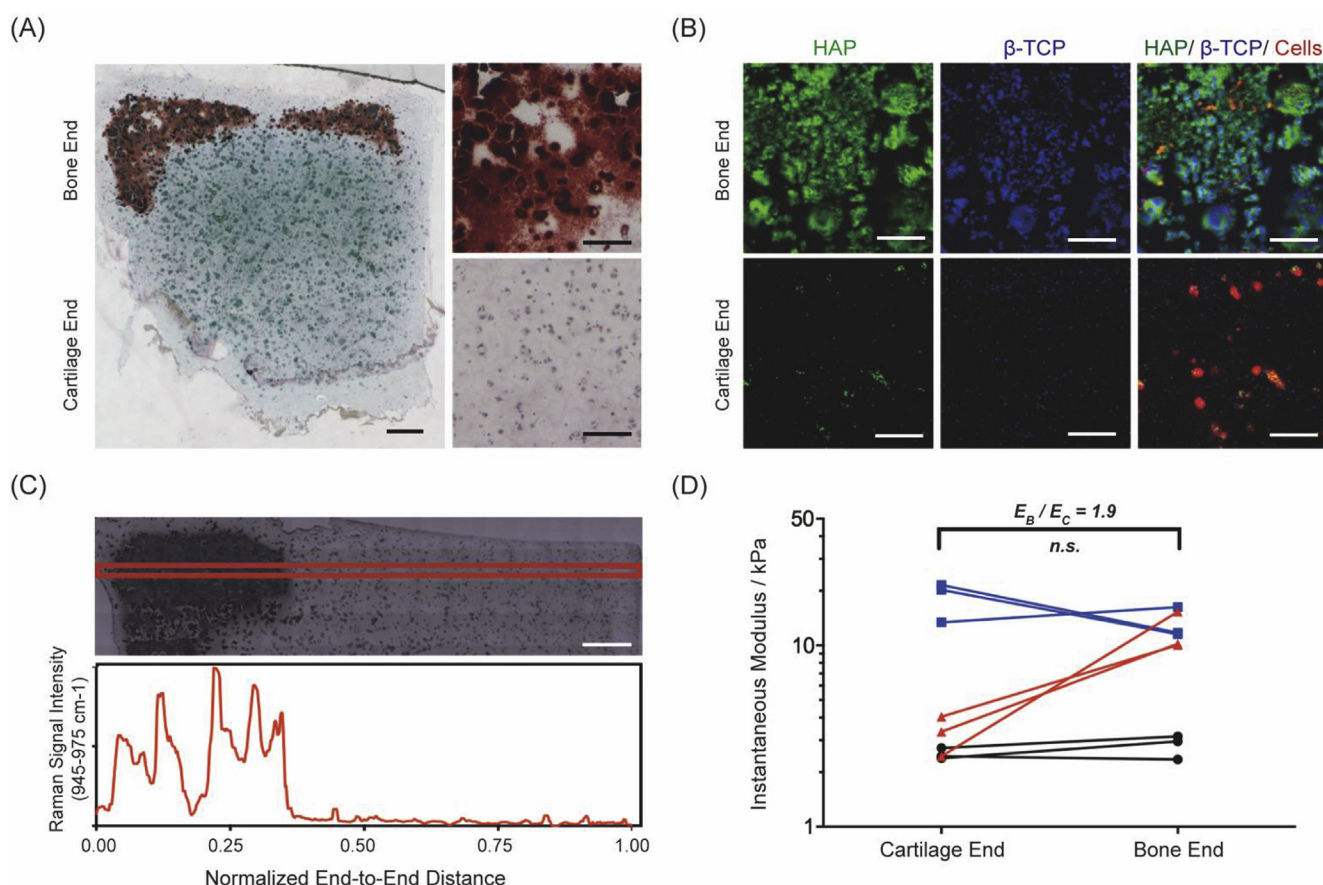 (A)
Bone End
Cartilage End
(B)
HAP
β-TCP
HAP/ β-TCP/ Cells
Bone End
Cartilage End
(C)
Raman Signal Intensity
(945-975 cm-1)
0.00
0.25
0.50
0.75
1.00
Normalized End-to-End Distance
(D)
E_B / E_C = 1.9
n.s.
Instantaneous Modulus / kPa
50
10
1
Cartilage End
Bone End